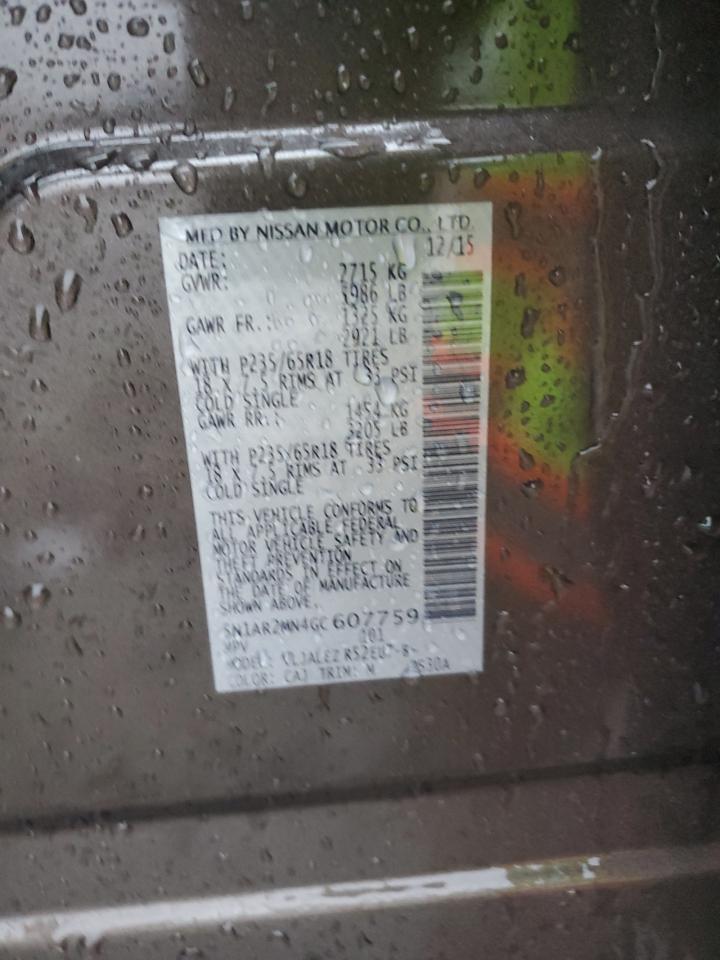 MFD BY NISSAN MOTOR CO., LTD.
DATE: 12/15
GVWR: 2715 KG
5986 LB
GAWR FR.: 1325 KG
2921 LB
WITH P235/65R18 TIRES
18 X 7.5 RIMS AT 33 PSI
COLD SINGLE
GAWR RR.: 1454 KG
3205 LB
WITH P235/65R18 TIRES
18 X 7.5 RIMS AT 33 PSI
COLD SINGLE
THIS VEHICLE CONFORMS TO
ALL APPLICABLE FEDERAL
MOTOR VEHICLE SAFETY AND
THEFT PREVENTION
STANDARDS IN EFFECT ON
THE DATE OF MANUFACTURE
SHOWN ABOVE.
5N1AR2MN4GC607759
MPV 101
MODEL:
COLOR: CAJ TRIM: M